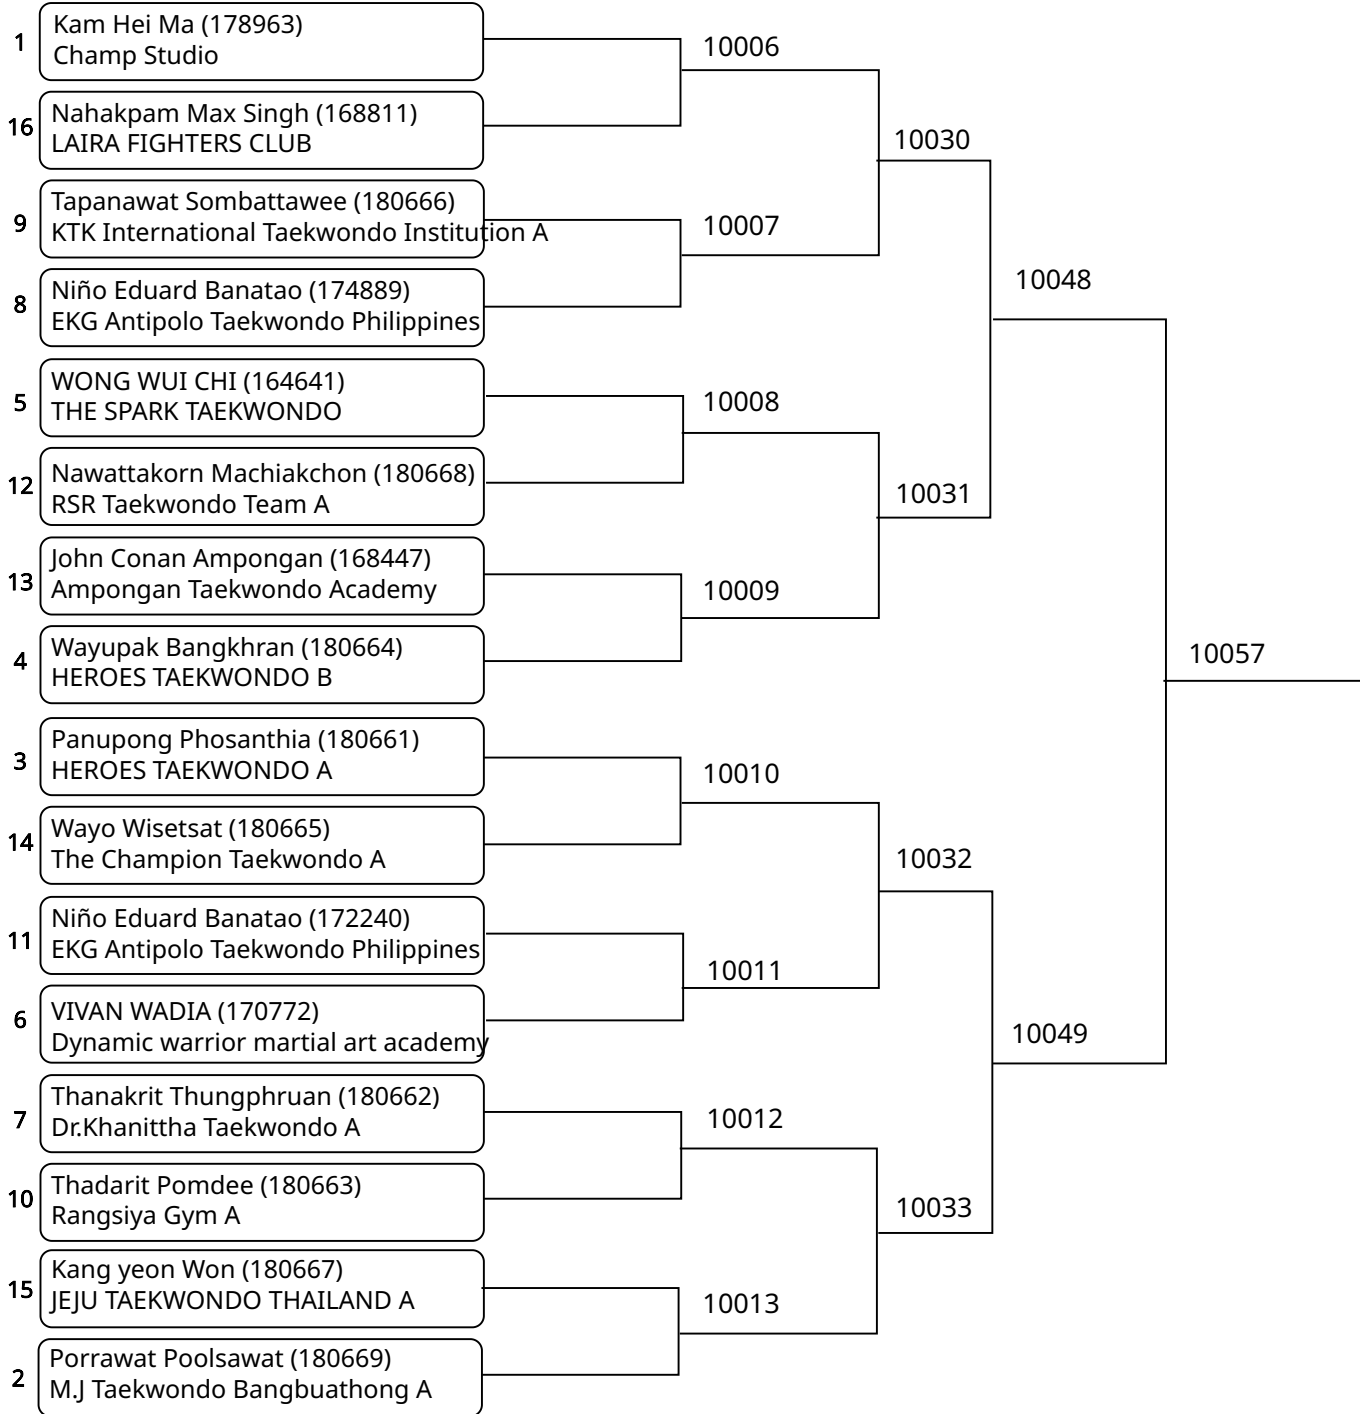 1
Kam Hei Ma (178963)
Champ Studio
16
Nahakpam Max Singh (168811)
LAIRA FIGHTERS CLUB
10006
9
Tapanawat Sombattawee (180666)
KTK International Taekwondo Institution A
8
Niño Eduard Banatao (174889)
EKG Antipolo Taekwondo Philippines
10007
10030
5
WONG WUI CHI (164641)
THE SPARK TAEKWONDO
12
Nawattakorn Machiakchon (180668)
RSR Taekwondo Team A
10008
13
John Conan Ampongan (168447)
Ampongan Taekwondo Academy
4
Wayupak Bangkhran (180664)
HEROES TAEKWONDO B
10009
10031
10048
3
Panupong Phosanthia (180661)
HEROES TAEKWONDO A
14
Wayo Wisetsat (180665)
The Champion Taekwondo A
10010
11
Niño Eduard Banatao (172240)
EKG Antipolo Taekwondo Philippines
6
VIVAN WADIA (170772)
Dynamic warrior martial art academy
10011
10032
7
Thanakrit Thungphruan (180662)
Dr.Khanittha Taekwondo A
10
Thadarit Pomdee (180663)
Rangsiya Gym A
10012
15
Kang yeon Won (180667)
JEJU TAEKWONDO THAILAND A
2
Porrawat Poolsawat (180669)
M.J Taekwondo Bangbuathong A
10013
10033
10049
10057